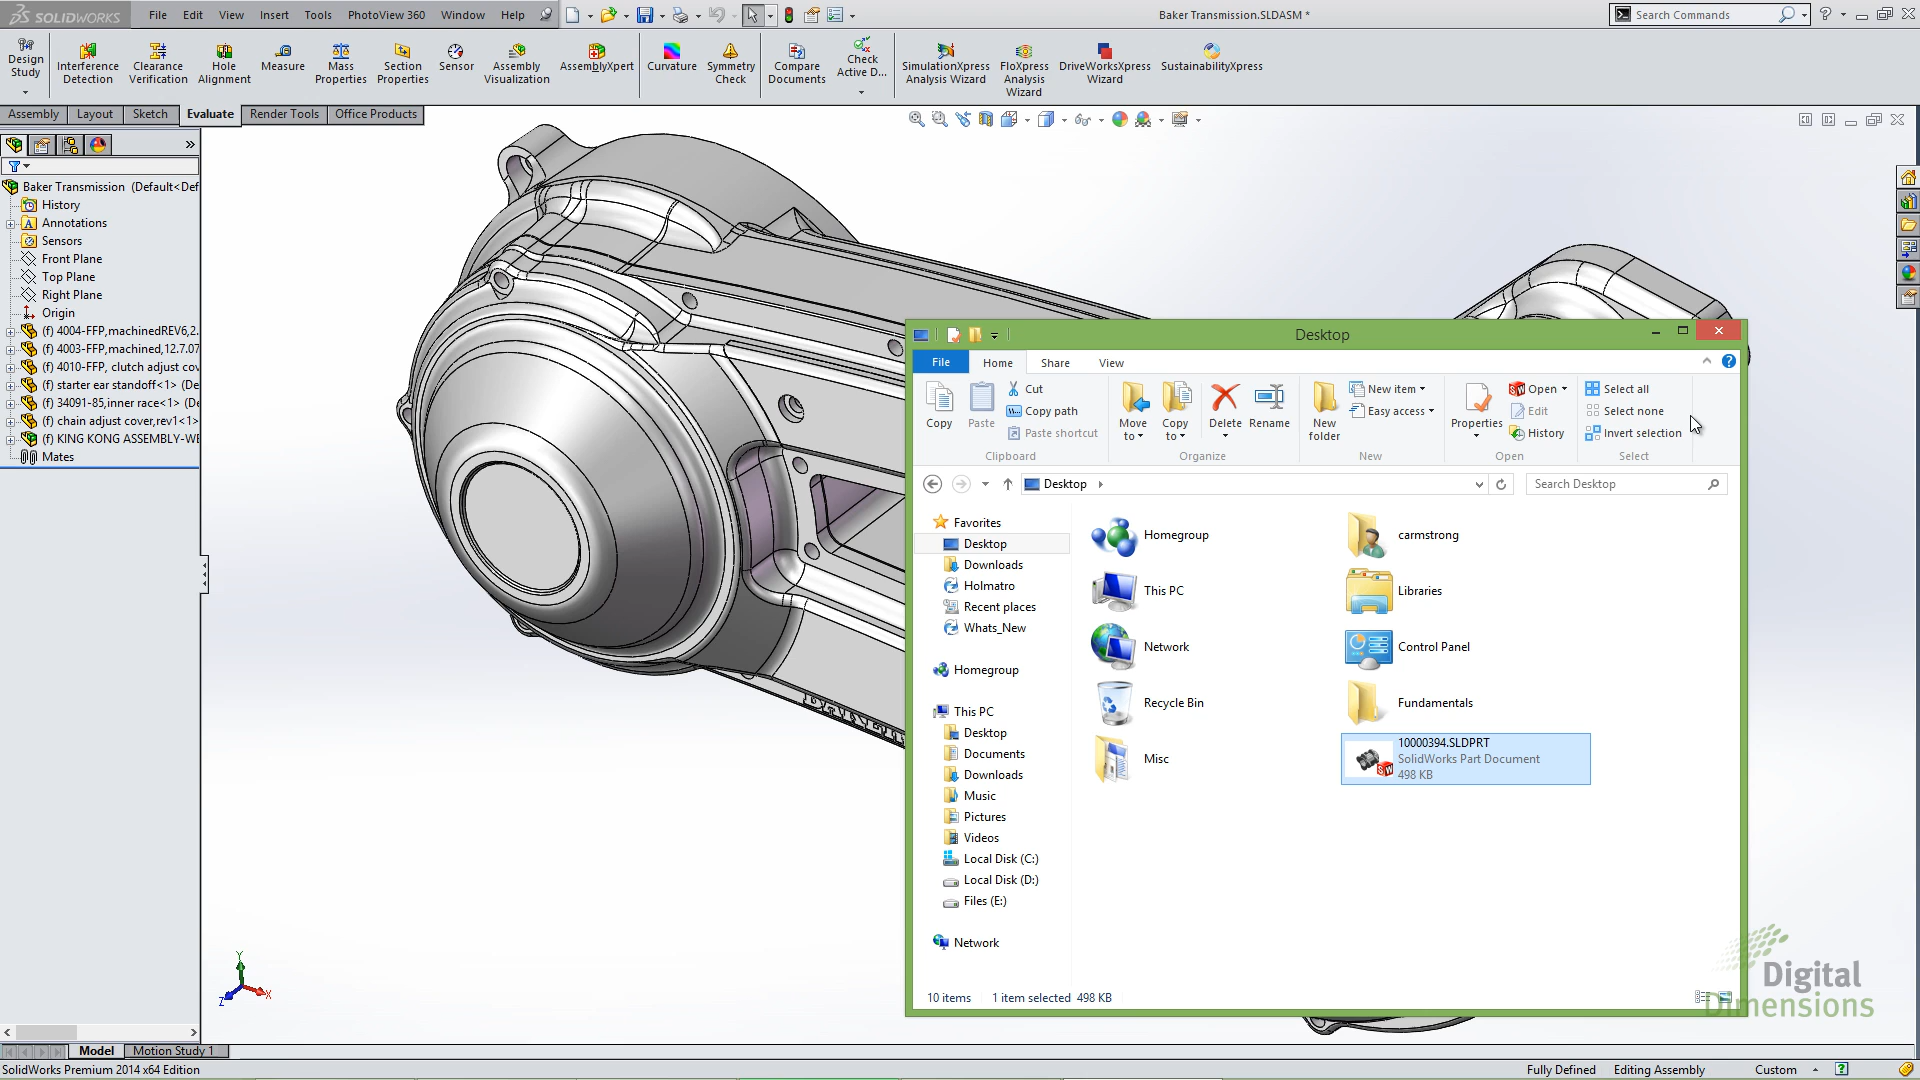 SOLIDWORKS File Edit View Insert Tools PhotoView 360 Window Help Baker Transmission.SLDASM * Search Commands
Design Study
Interference Detection
Clearance Verification
Hole Alignment
Measure
Mass Properties
Section Properties
Sensor
Assembly Visualization
AssemblyXpert
Curvature
Symmetry Check
Compare Documents
Check Active D...
SimulationXpress Analysis Wizard
FloXpress Analysis Wizard
DriveWorksXpress Wizard
SustainabilityXpress
Assembly Layout Sketch Evaluate Render Tools Office Products
Baker Transmission (Default<Def
History
Annotations
Sensors
Front Plane
Top Plane
Right Plane
Origin
(f) 4004-FFP,machinedREV6,2.
(f) 4003-FFP,machined,12.7.07
(f) 4010-FFP, clutch adjust cov
(f) starter ear standoff<1> (De
(f) 34091-85,inner race<1> (De
(f) chain adjust cover,rev1<1>
(f) KING KONG ASSEMBLY-WE
Mates
Desktop
File Home Share View
Copy
Paste
Cut
Copy path
Paste shortcut
Clipboard
Move to
Copy to
Delete
Rename
Organize
New folder
New item
Easy access
New
Properties
Open
Edit
History
Open
Select all
Select none
Invert selection
Select
Desktop
Search Desktop
Favorites
Desktop
Downloads
Holmatro
Recent places
Whats_New
Homegroup
This PC
Desktop
Documents
Downloads
Music
Pictures
Videos
Local Disk (C:)
Local Disk (D:)
Files (E:)
Network
Homegroup
carmstrong
This PC
Libraries
Network
Control Panel
Recycle Bin
Fundamentals
Misc
10000394.SLDPRT
SolidWorks Part Document
498 KB
10 items 1 item selected 498 KB
Digital
Dimensions
Y
X
Z
Model Motion Study 1
SolidWorks Premium 2014 x64 Edition Fully Defined Editing Assembly Custom